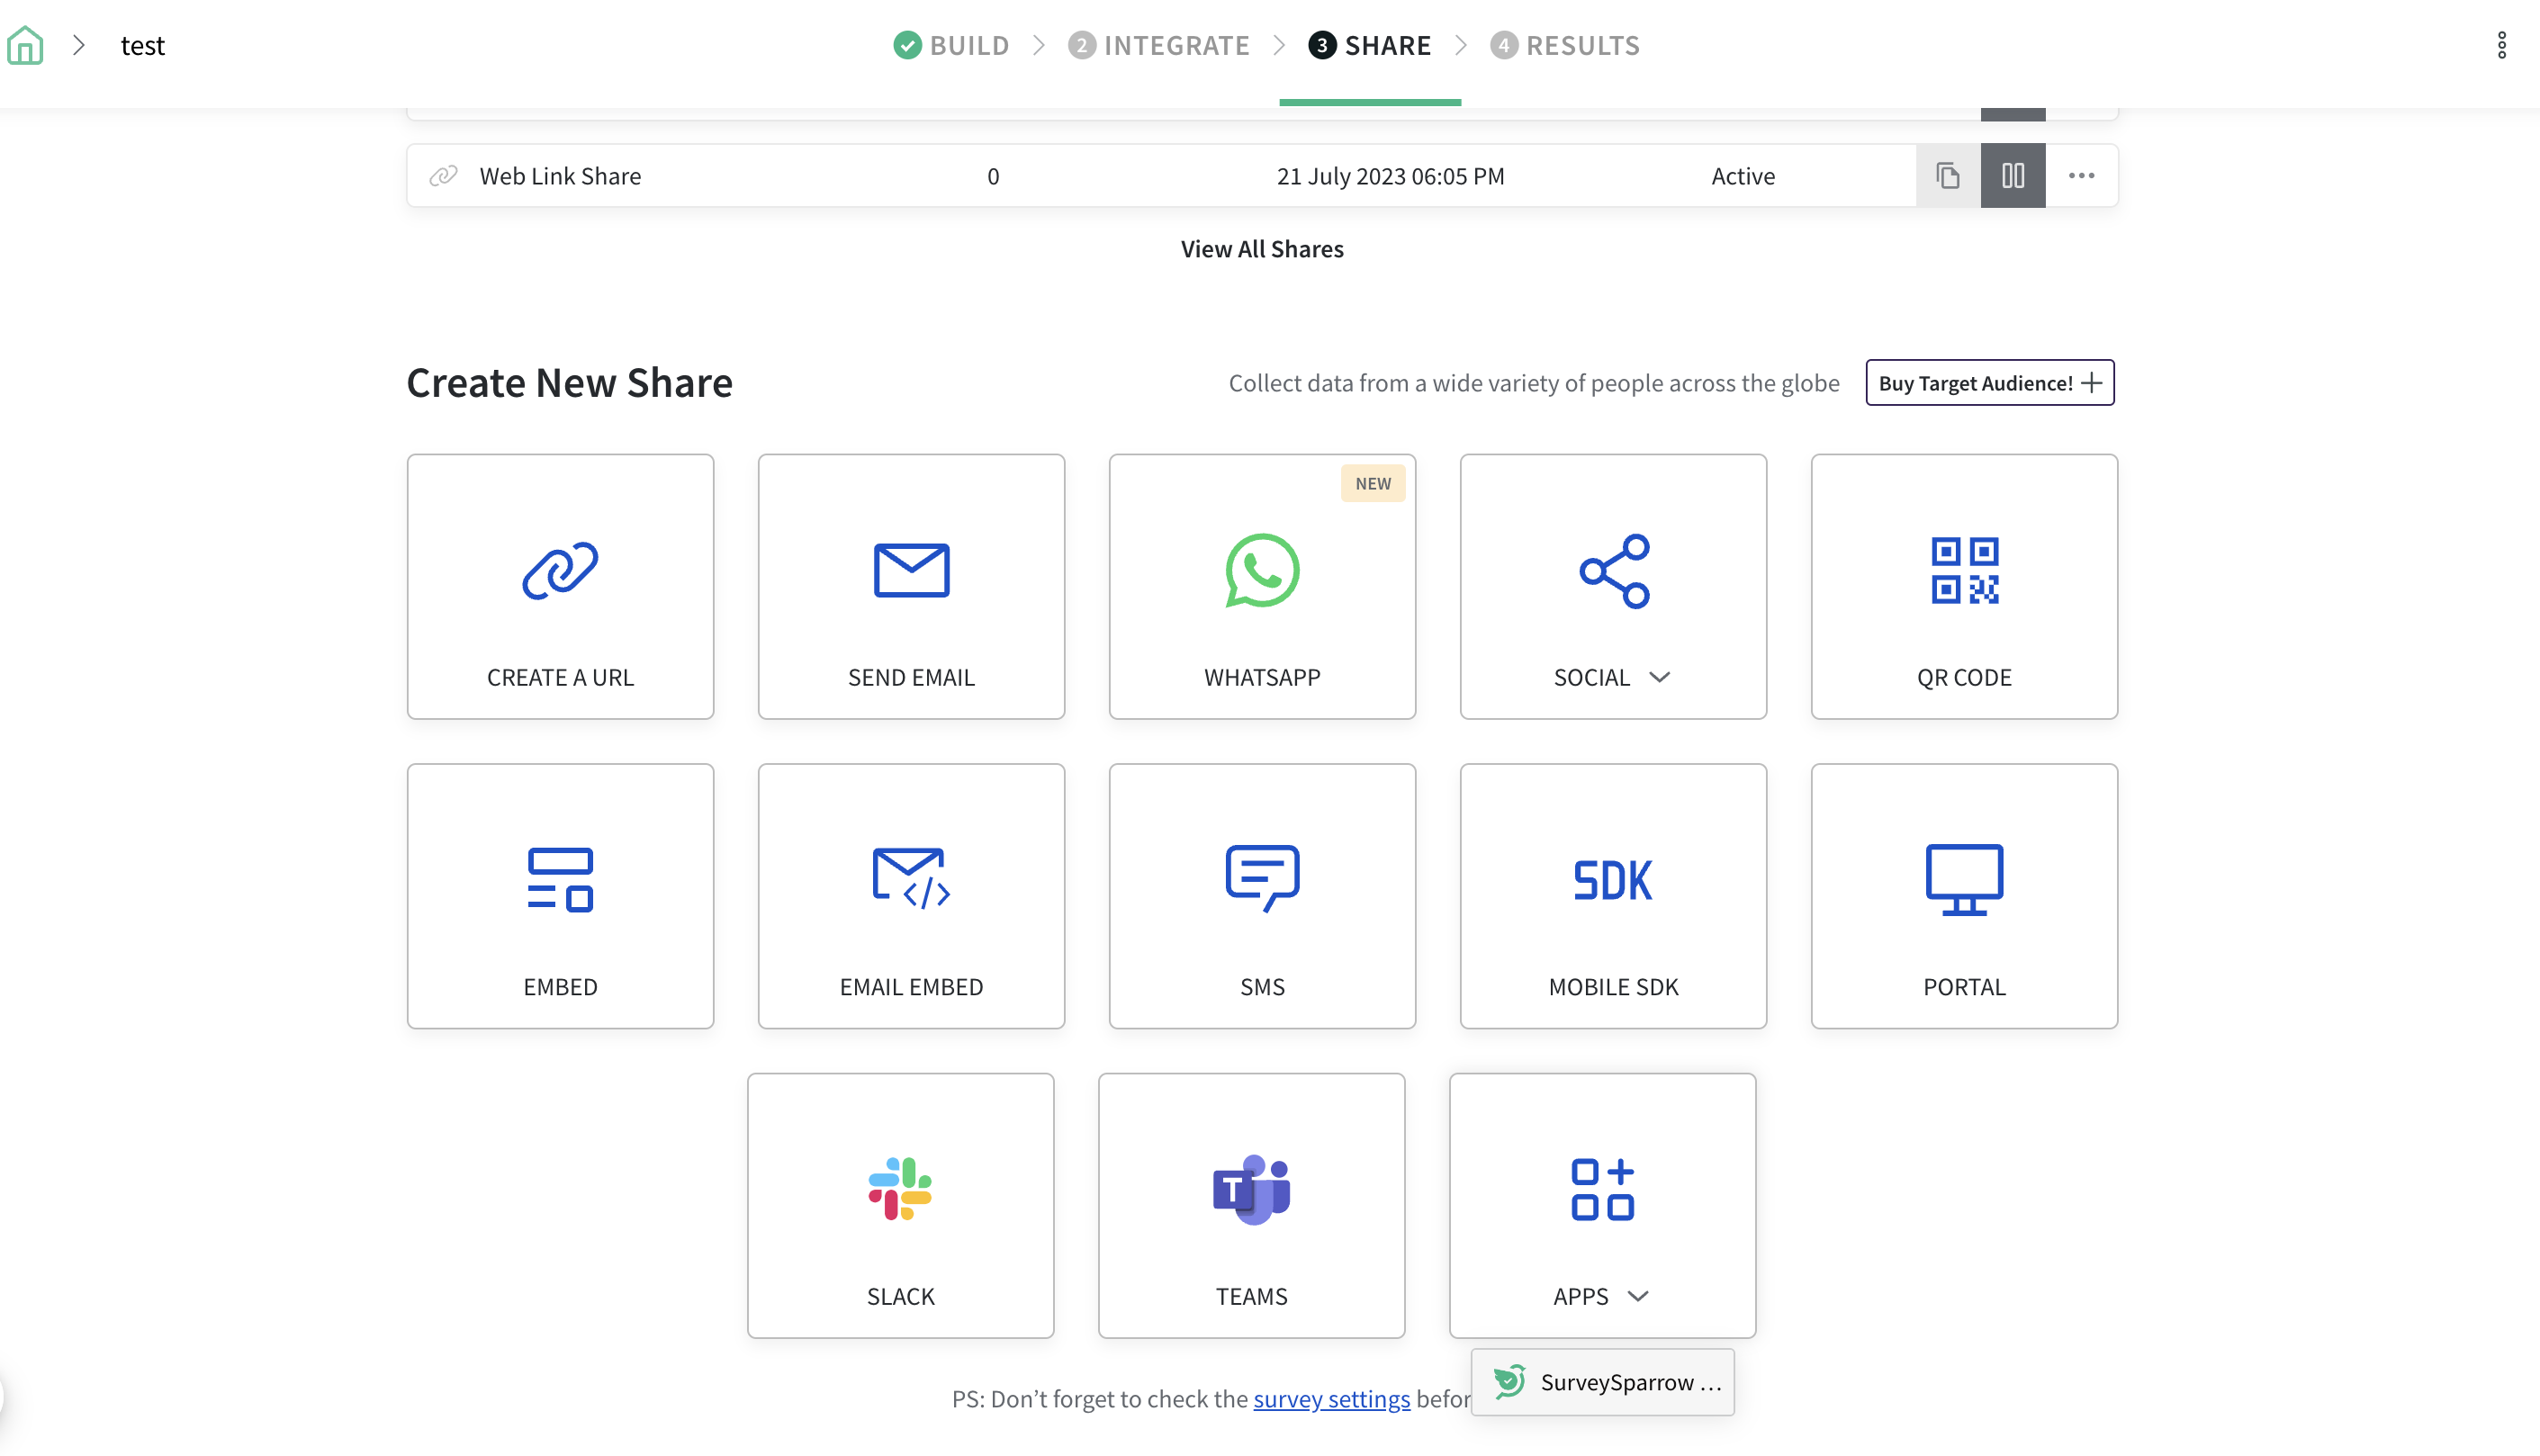 test
BUILD
2 INTEGRATE
3 SHARE
4 RESULTS
Web Link Share 0 21 July 2023 06:05 PM Active
View All Shares
Create New Share
Collect data from a wide variety of people across the globe
Buy Target Audience!
NEW
CREATE A URL
SEND EMAIL
WHATSAPP
SOCIAL
QR CODE
SDK
EMBED
EMAIL EMBED
SMS
MOBILE SDK
PORTAL
T
SLACK
TEAMS
APPS
SurveySparrow ...
PS: Don't forget to check the survey settings befor